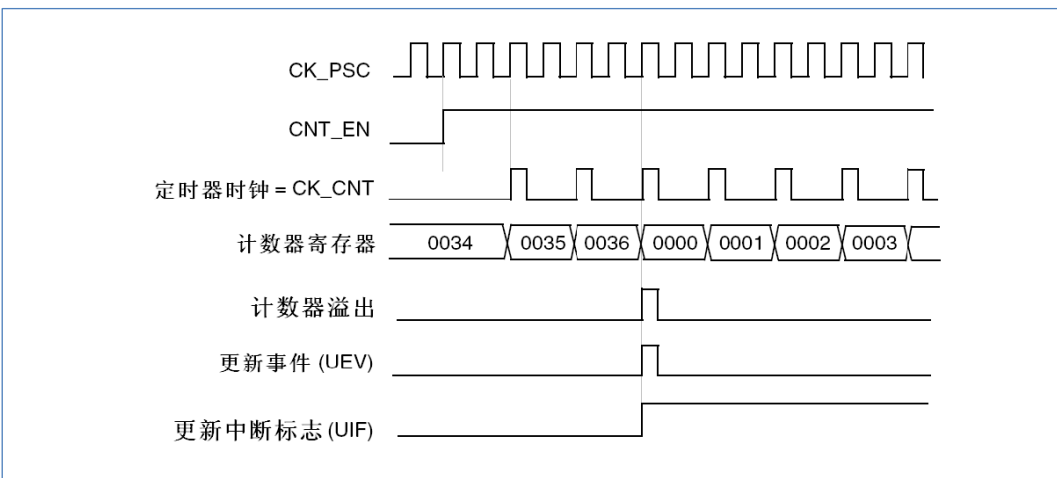 CK_PSC
CNT_EN
定时器时钟 = CK_CNT
计数器寄存器 0034 0035 0036 0000 0001 0002 0003
计数器溢出
更新事件 (UEV)
更新中断标志 (UIF)